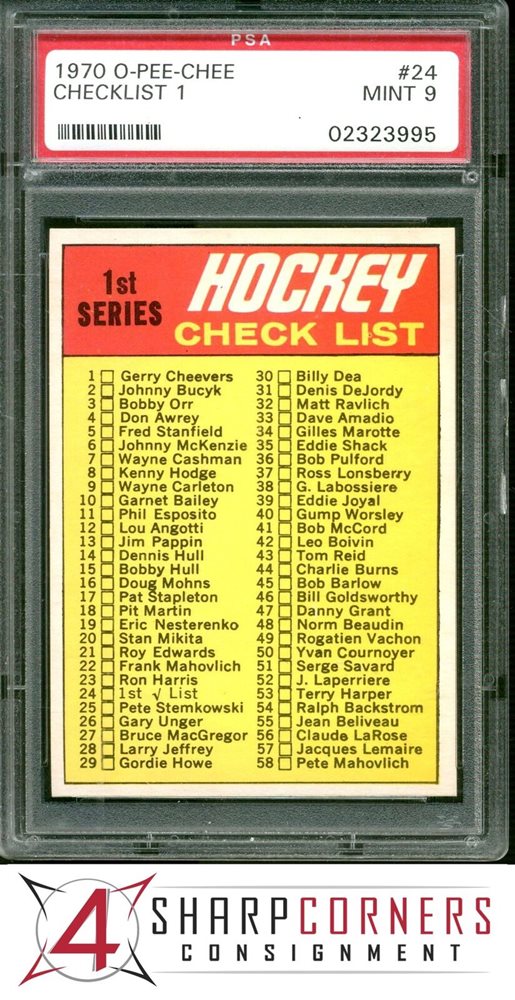 PSA
1970 O-PEE-CHEE #24
CHECKLIST 1 MINT 9
02323995
1st
SERIES
HOCKEY
CHECK LIST
1 Gerry Cheevers
2 Johnny Bucyk
3 Bobby Orr
4 Don Awrey
5 Fred Stanfield
6 Johnny McKenzie
7 Wayne Cashman
8 Kenny Hodge
9 Wayne Carleton
10 Garnet Bailey
11 Phil Esposito
12 Lou Angotti
13 Jim Pappin
14 Dennis Hull
15 Bobby Hull
16 Doug Mohns
17 Pat Stapleton
18 Pit Martin
19 Eric Nesterenko
20 Stan Mikita
21 Roy Edwards
22 Frank Mahovlich
23 Ron Harris
24 1st √ List
25 Pete Stemkowski
26 Gary Unger
27 Bruce MacGregor
28 Larry Jeffrey
29 Gordie Howe
30 Billy Dea
31 Denis DeJordy
32 Matt Ravlich
33 Dave Amadio
34 Gilles Marotte
35 Eddie Shack
36 Bob Pulford
37 Ross Lonsberry
38 G. Labossiere
39 Eddie Joyal
40 Gump Worsley
41 Bob McCord
42 Leo Boivin
43 Tom Reid
44 Charlie Burns
45 Bob Barlow
46 Bill Goldsworthy
47 Danny Grant
48 Norm Beaudin
49 Rogatien Vachon
50 Yvan Cournoyer
51 Serge Savard
52 J. Laperriere
53 Terry Harper
54 Ralph Backstrom
55 Jean Beliveau
56 Claude LaRose
57 Jacques Lemaire
58 Pete Mahovlich
4 SHARPCORNERS
CONSIGNMENT